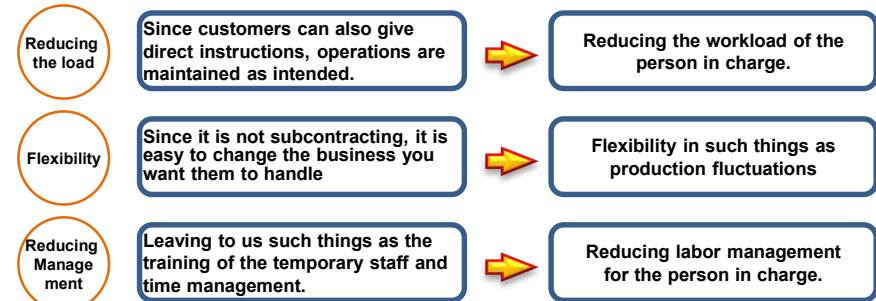 Reducing
the load
Since customers can also give
direct instructions, operations are
maintained as intended.
Reducing the workload of the
person in charge.
Flexibility
Since it is not subcontracting, it is
easy to change the business you
want them to handle
Flexibility in such things as
production fluctuations
Reducing
Manage
ment
Leaving to us such things as the
training of the temporary staff and
time management.
Reducing labor management
for the person in charge.